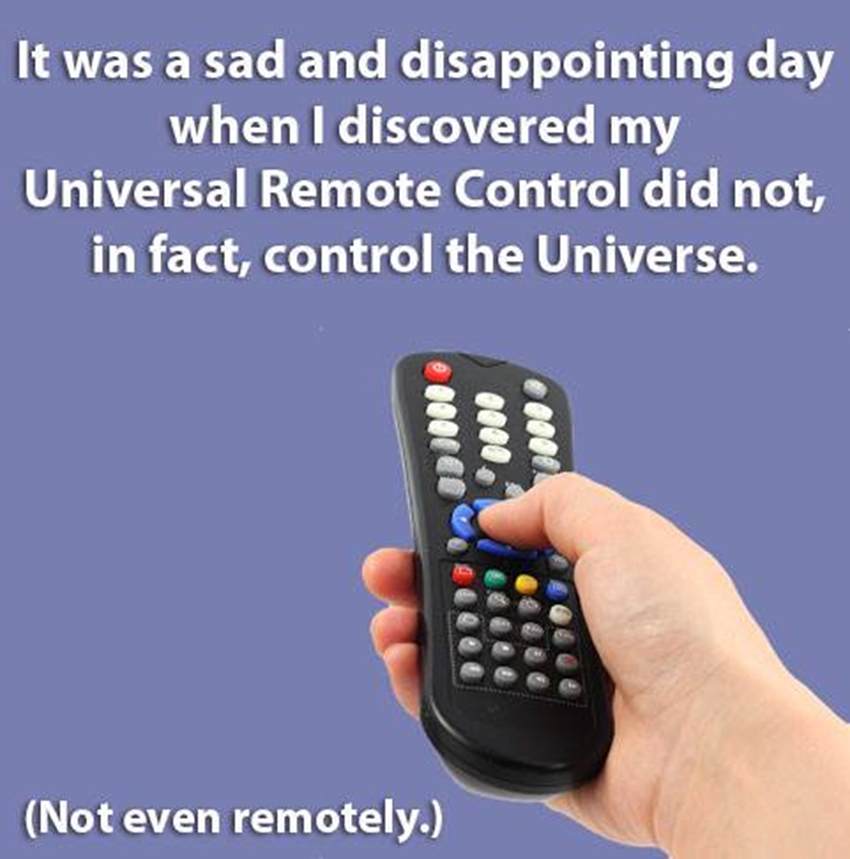 It was a sad and disappointing day
when I discovered my
Universal Remote Control did not,
in fact, control the Universe.
(Not even remotely.)